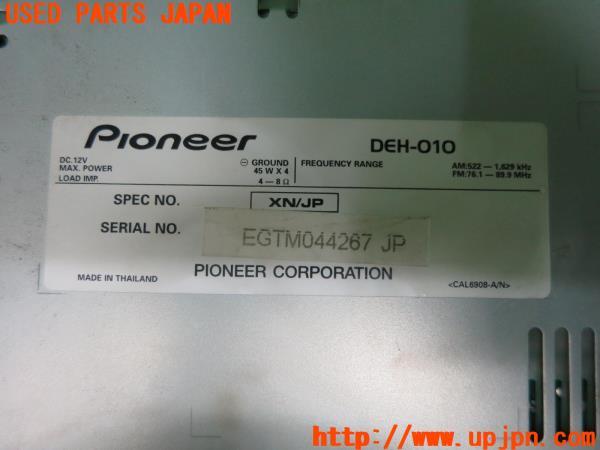 USED PARTS JAPAN
Pioneer DEH-010
DC.12V ⊖ GROUND FREQUENCY RANGE AM:522 — 1,629 kHz
MAX. POWER 45 W X 4 FM:76.1 — 89.9 MHz
LOAD IMP. 4 — 8 Ω
SPEC NO. XN/JP
SERIAL NO. EGTM044267 JP
MADE IN THAILAND PIONEER CORPORATION <CAL6908-A/N>
http://www.upjpn.com/